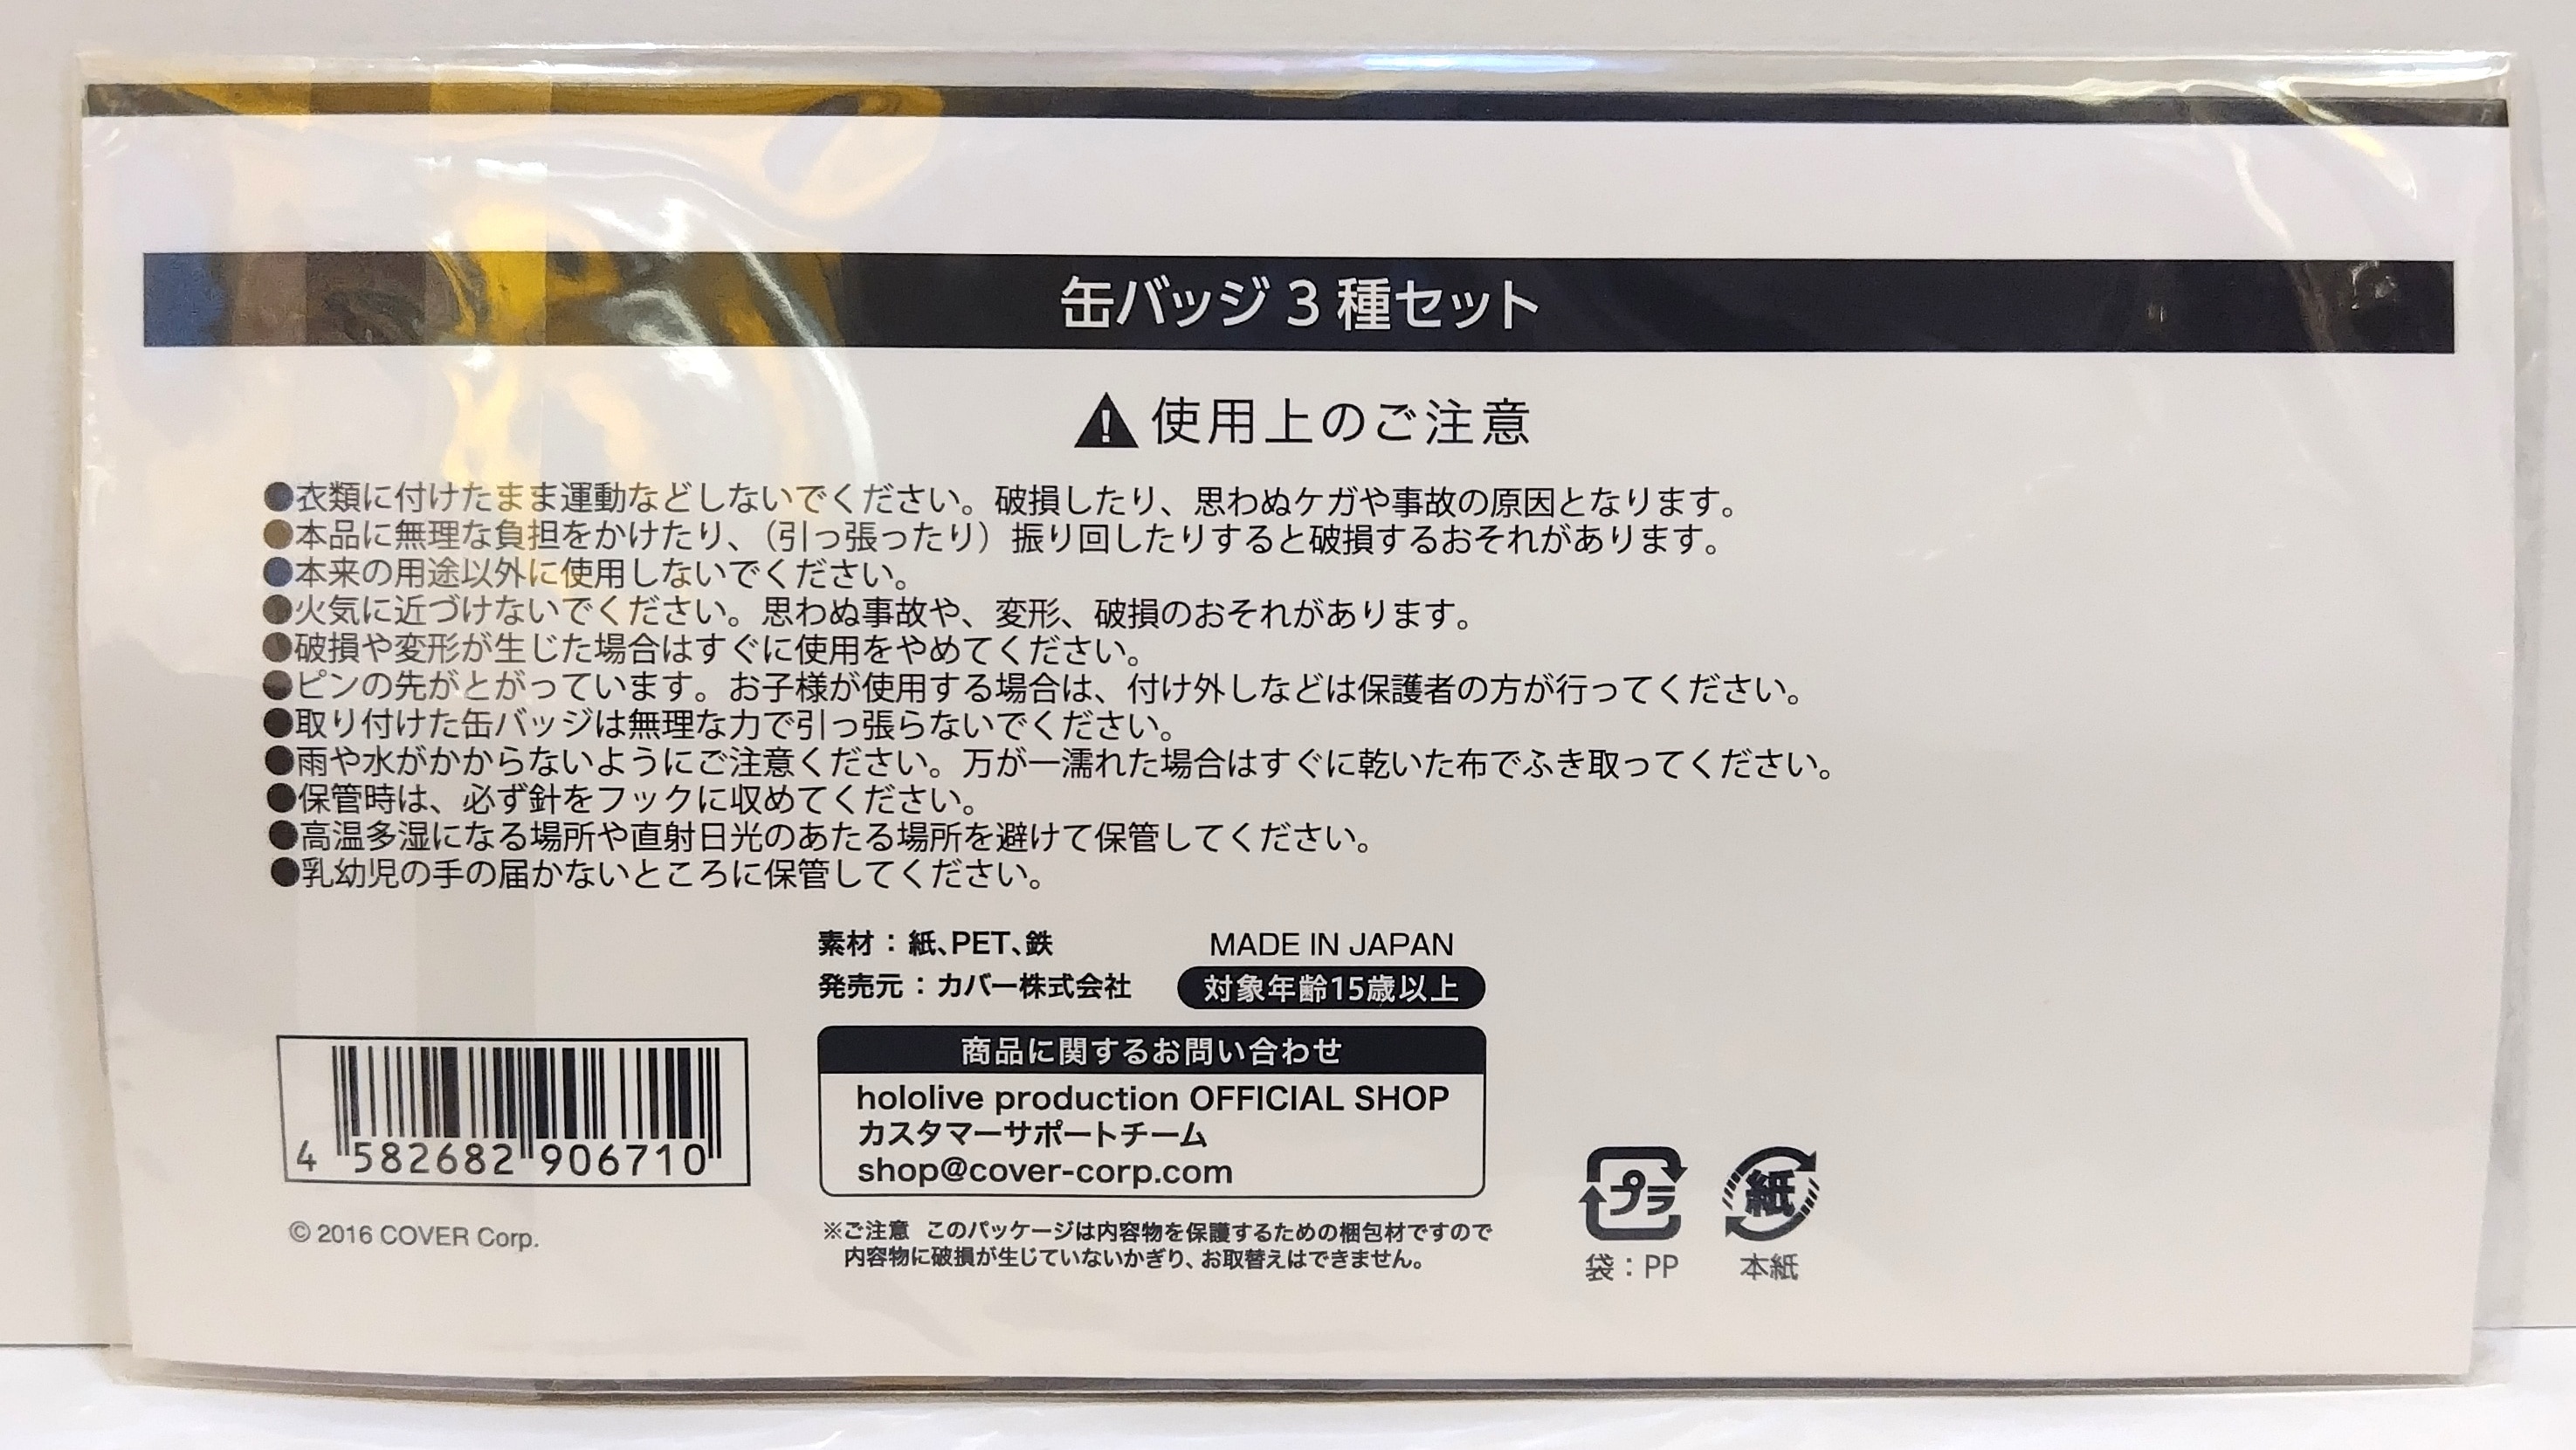 缶バッジ3種セット
使用上のご注意
●衣類に付けたまま運動などしないでください。破損したり、思わぬケガや事故の原因となります。
●本品に無理な負担をかけたり、（引っ張ったり）振り回したりすると破損するおそれがあります。
●本来の用途以外に使用しないでください。
●火気に近づけないでください。思わぬ事故や、変形、破損のおそれがあります。
●破損や変形が生じた場合はすぐに使用をやめてください。
●ピンの先がとがっています。お子様が使用する場合は、付け外しなどは保護者の方が行ってください。
●取り付けた缶バッジは無理な力で引っ張らないでください。
●雨や水がかからないようにご注意ください。万が一濡れた場合はすぐに乾いた布でふき取ってください。
●保管時は、必ず針をフックに収めてください。
●高温多湿になる場所や直射日光のあたる場所を避けて保管してください。
●乳幼児の手の届かないところに保管してください。
素材：紙、PET、鉄
MADE IN JAPAN
発売元：カバー株式会社
対象年齢15歳以上
商品に関するお問い合わせ
hololive production OFFICIAL SHOP
カスタマーサポートチーム
shop@cover-corp.com
4 582682 906710
© 2016 COVER Corp.
※ご注意 このパッケージは内容物を保護するための梱包材ですので
内容物に破損が生じていないかぎり、お取替えはできません。
プラ
紙
袋：PP
本紙